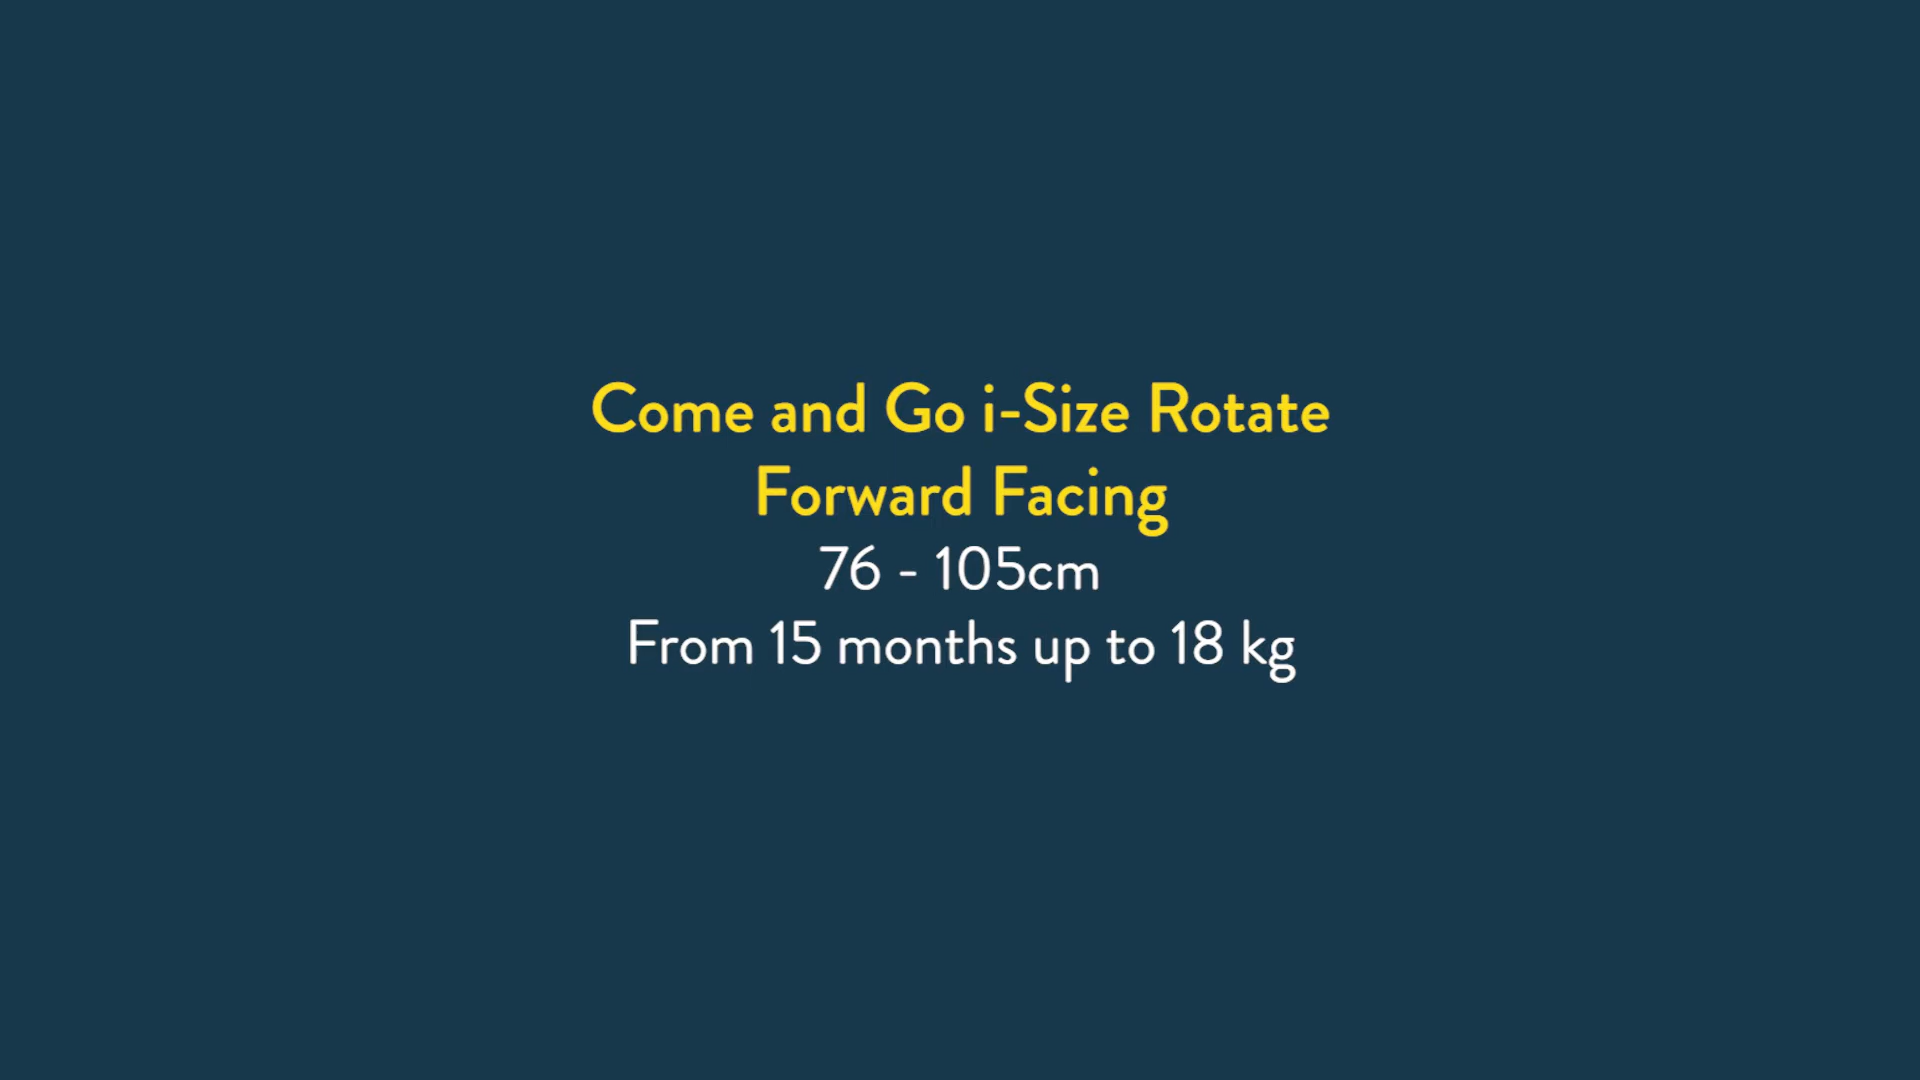 Come and Go i-Size Rotate
Forward Facing
76 - 105cm
From 15 months up to 18 kg